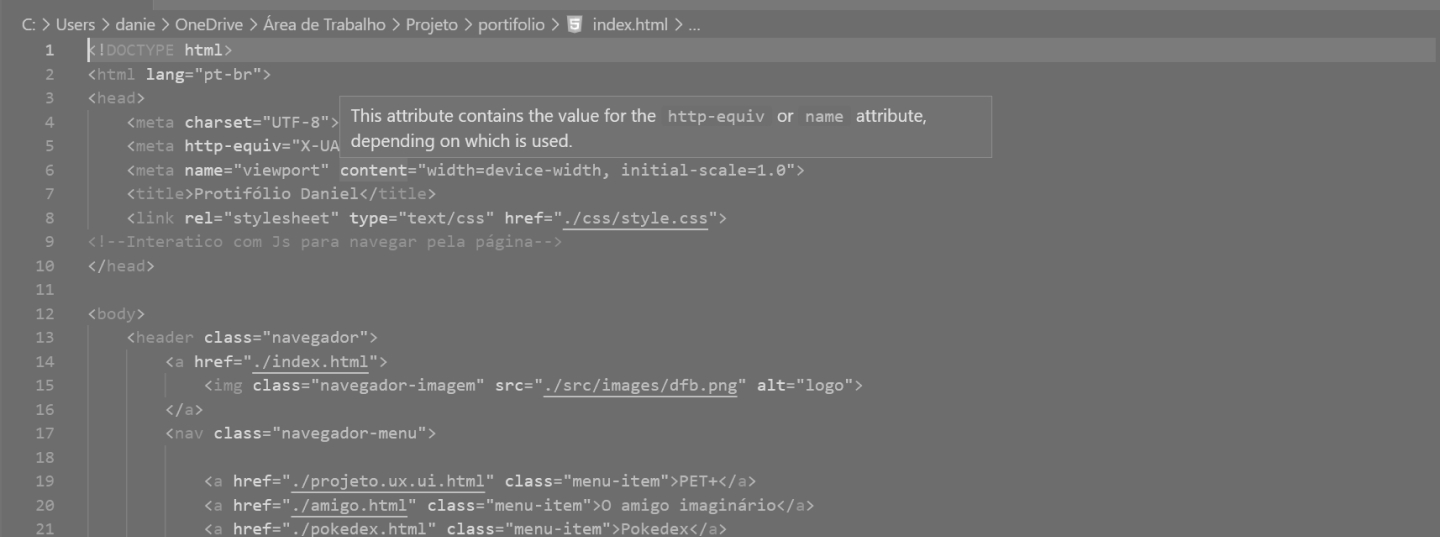 C: > Users > danie > OneDrive > Área de Trabalho > Projeto > portifolio > index.html > ...
1 <!DOCTYPE html>
2 <html lang="pt-br">
3 <head>
This attribute contains the value for the http-equiv or name attribute,
depending on which is used.
4 <meta charset="UTF-8">
5 <meta http-equiv="X-UA
6 <meta name="viewport" content="width=device-width, initial-scale=1.0">
7 <title>Protifólio Daniel</title>
8 <link rel="stylesheet" type="text/css" href="./css/style.css">
9 <!--Interatico com Js para navegar pela página-->
10 </head>
11
12 <body>
13 <header class="navegador">
14 <a href="./index.html">
15 <img class="navegador-imagem" src="./src/images/dfb.png" alt="logo">
16 </a>
17 <nav class="navegador-menu">
18
19 <a href="./projeto.ux.ui.html" class="menu-item">PET+</a>
20 <a href="./amigo.html" class="menu-item">O amigo imaginário</a>
21 <a href="./pokedex.html" class="menu-item">Pokedex</a>